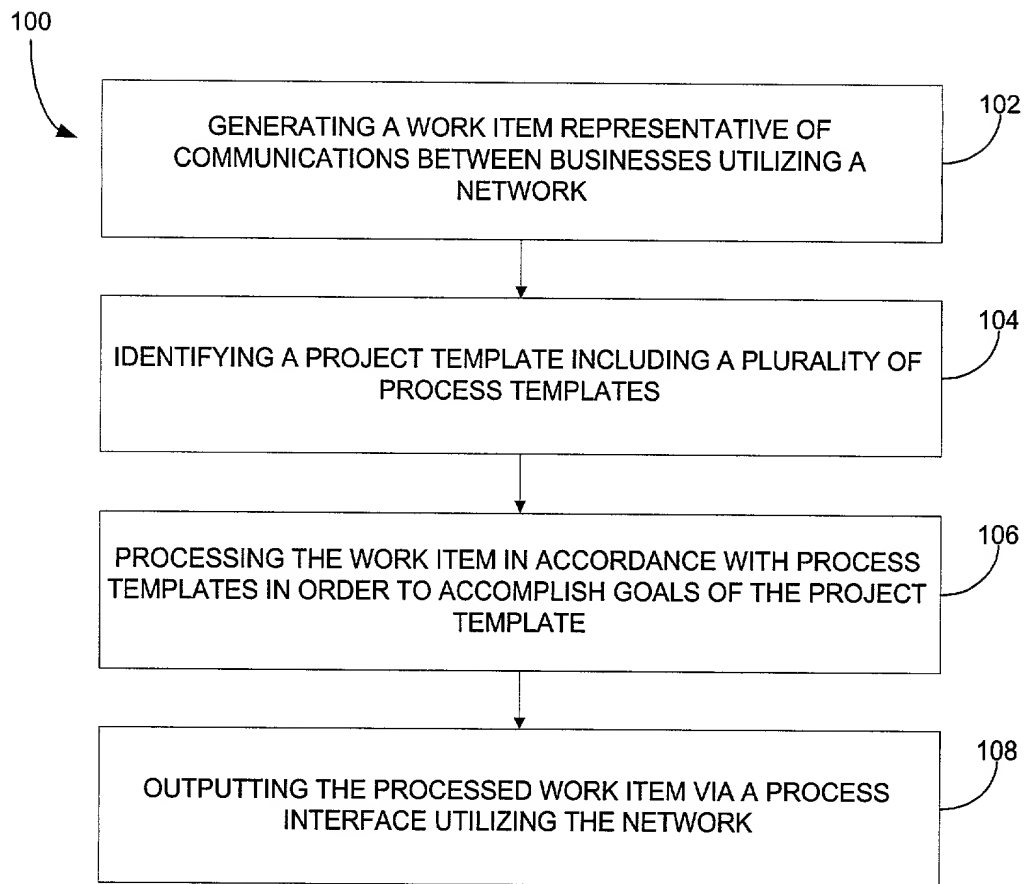 100
GENERATING A WORK ITEM REPRESENTATIVE OF
COMMUNICATIONS BETWEEN BUSINESSES UTILIZING A
NETWORK
102
IDENTIFYING A PROJECT TEMPLATE INCLUDING A PLURALITY OF
PROCESS TEMPLATES
104
PROCESSING THE WORK ITEM IN ACCORDANCE WITH PROCESS
TEMPLATES IN ORDER TO ACCOMPLISH GOALS OF THE PROJECT
TEMPLATE
106
OUTPUTTING THE PROCESSED WORK ITEM VIA A PROCESS
INTERFACE UTILIZING THE NETWORK
108